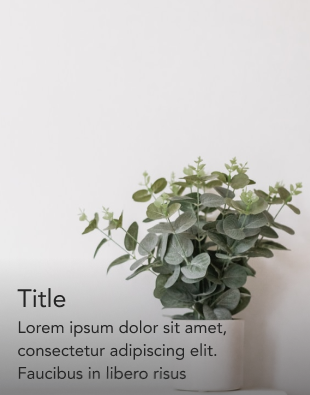 Title
Lorem ipsum dolor sit amet,
consectetur adipiscing elit.
Faucibus in libero risus